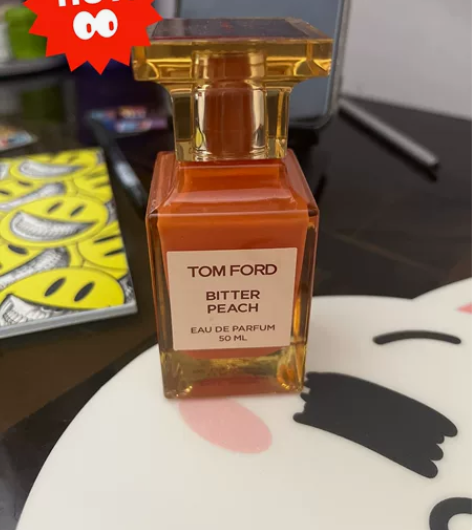 TOM FORD
BITTER
PEACH
EAU DE PARFUM
50 ML